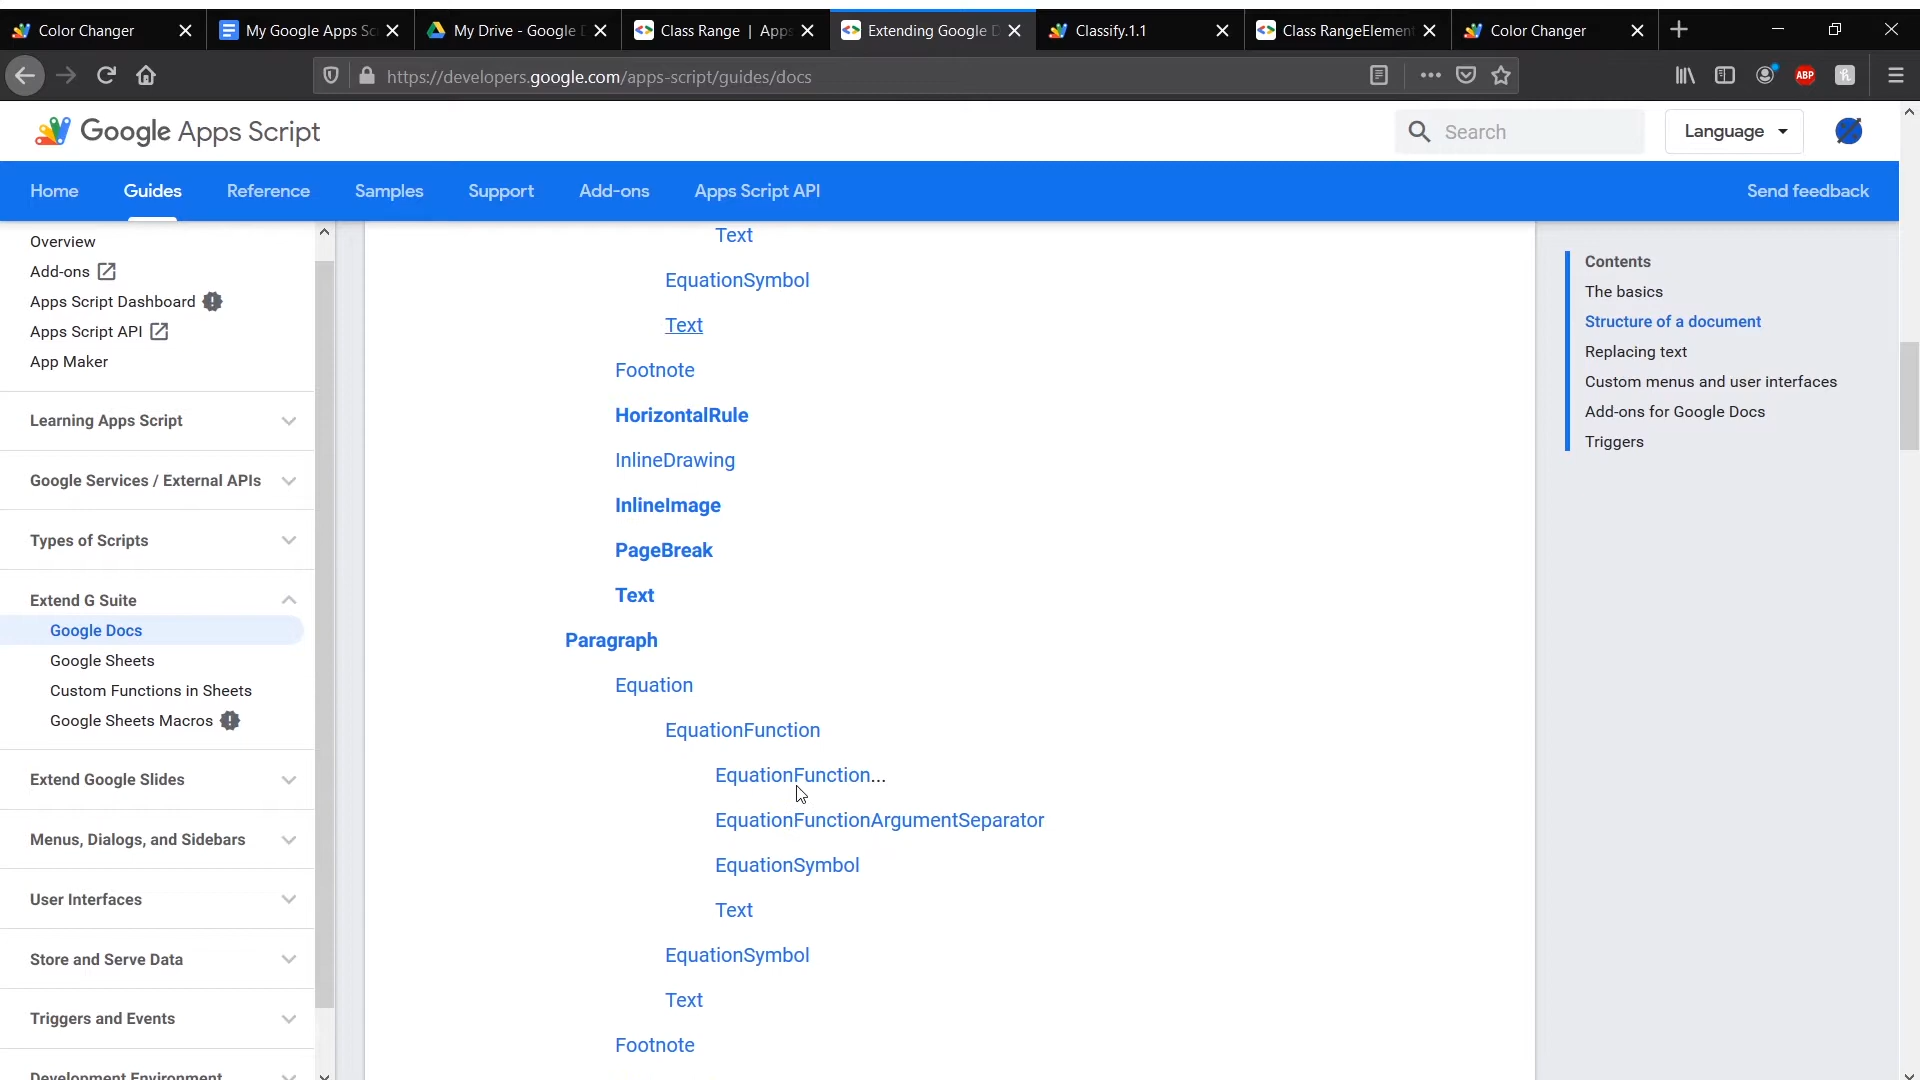 Color Changer
My Google Apps Sc
My Drive - Google D
Class Range | Apps
Extending Google D
Classify.1.1
Class RangeElement
Color Changer
https://developers.google.com/apps-script/guides/docs
ABP
Google Apps Script
Search
Language
Home
Guides
Reference
Samples
Support
Add-ons
Apps Script API
Send feedback
Overview
Add-ons
Apps Script Dashboard
Apps Script API
App Maker
Learning Apps Script
Google Services / External APIs
Types of Scripts
Extend G Suite
Google Docs
Google Sheets
Custom Functions in Sheets
Google Sheets Macros
Extend Google Slides
Menus, Dialogs, and Sidebars
User Interfaces
Store and Serve Data
Triggers and Events
Development Environment
Text
EquationSymbol
Text
Footnote
HorizontalRule
InlineDrawing
InlineImage
PageBreak
Text
Paragraph
Equation
EquationFunction
EquationFunction...
EquationFunctionArgumentSeparator
EquationSymbol
Text
EquationSymbol
Text
Footnote
Contents
The basics
Structure of a document
Replacing text
Custom menus and user interfaces
Add-ons for Google Docs
Triggers